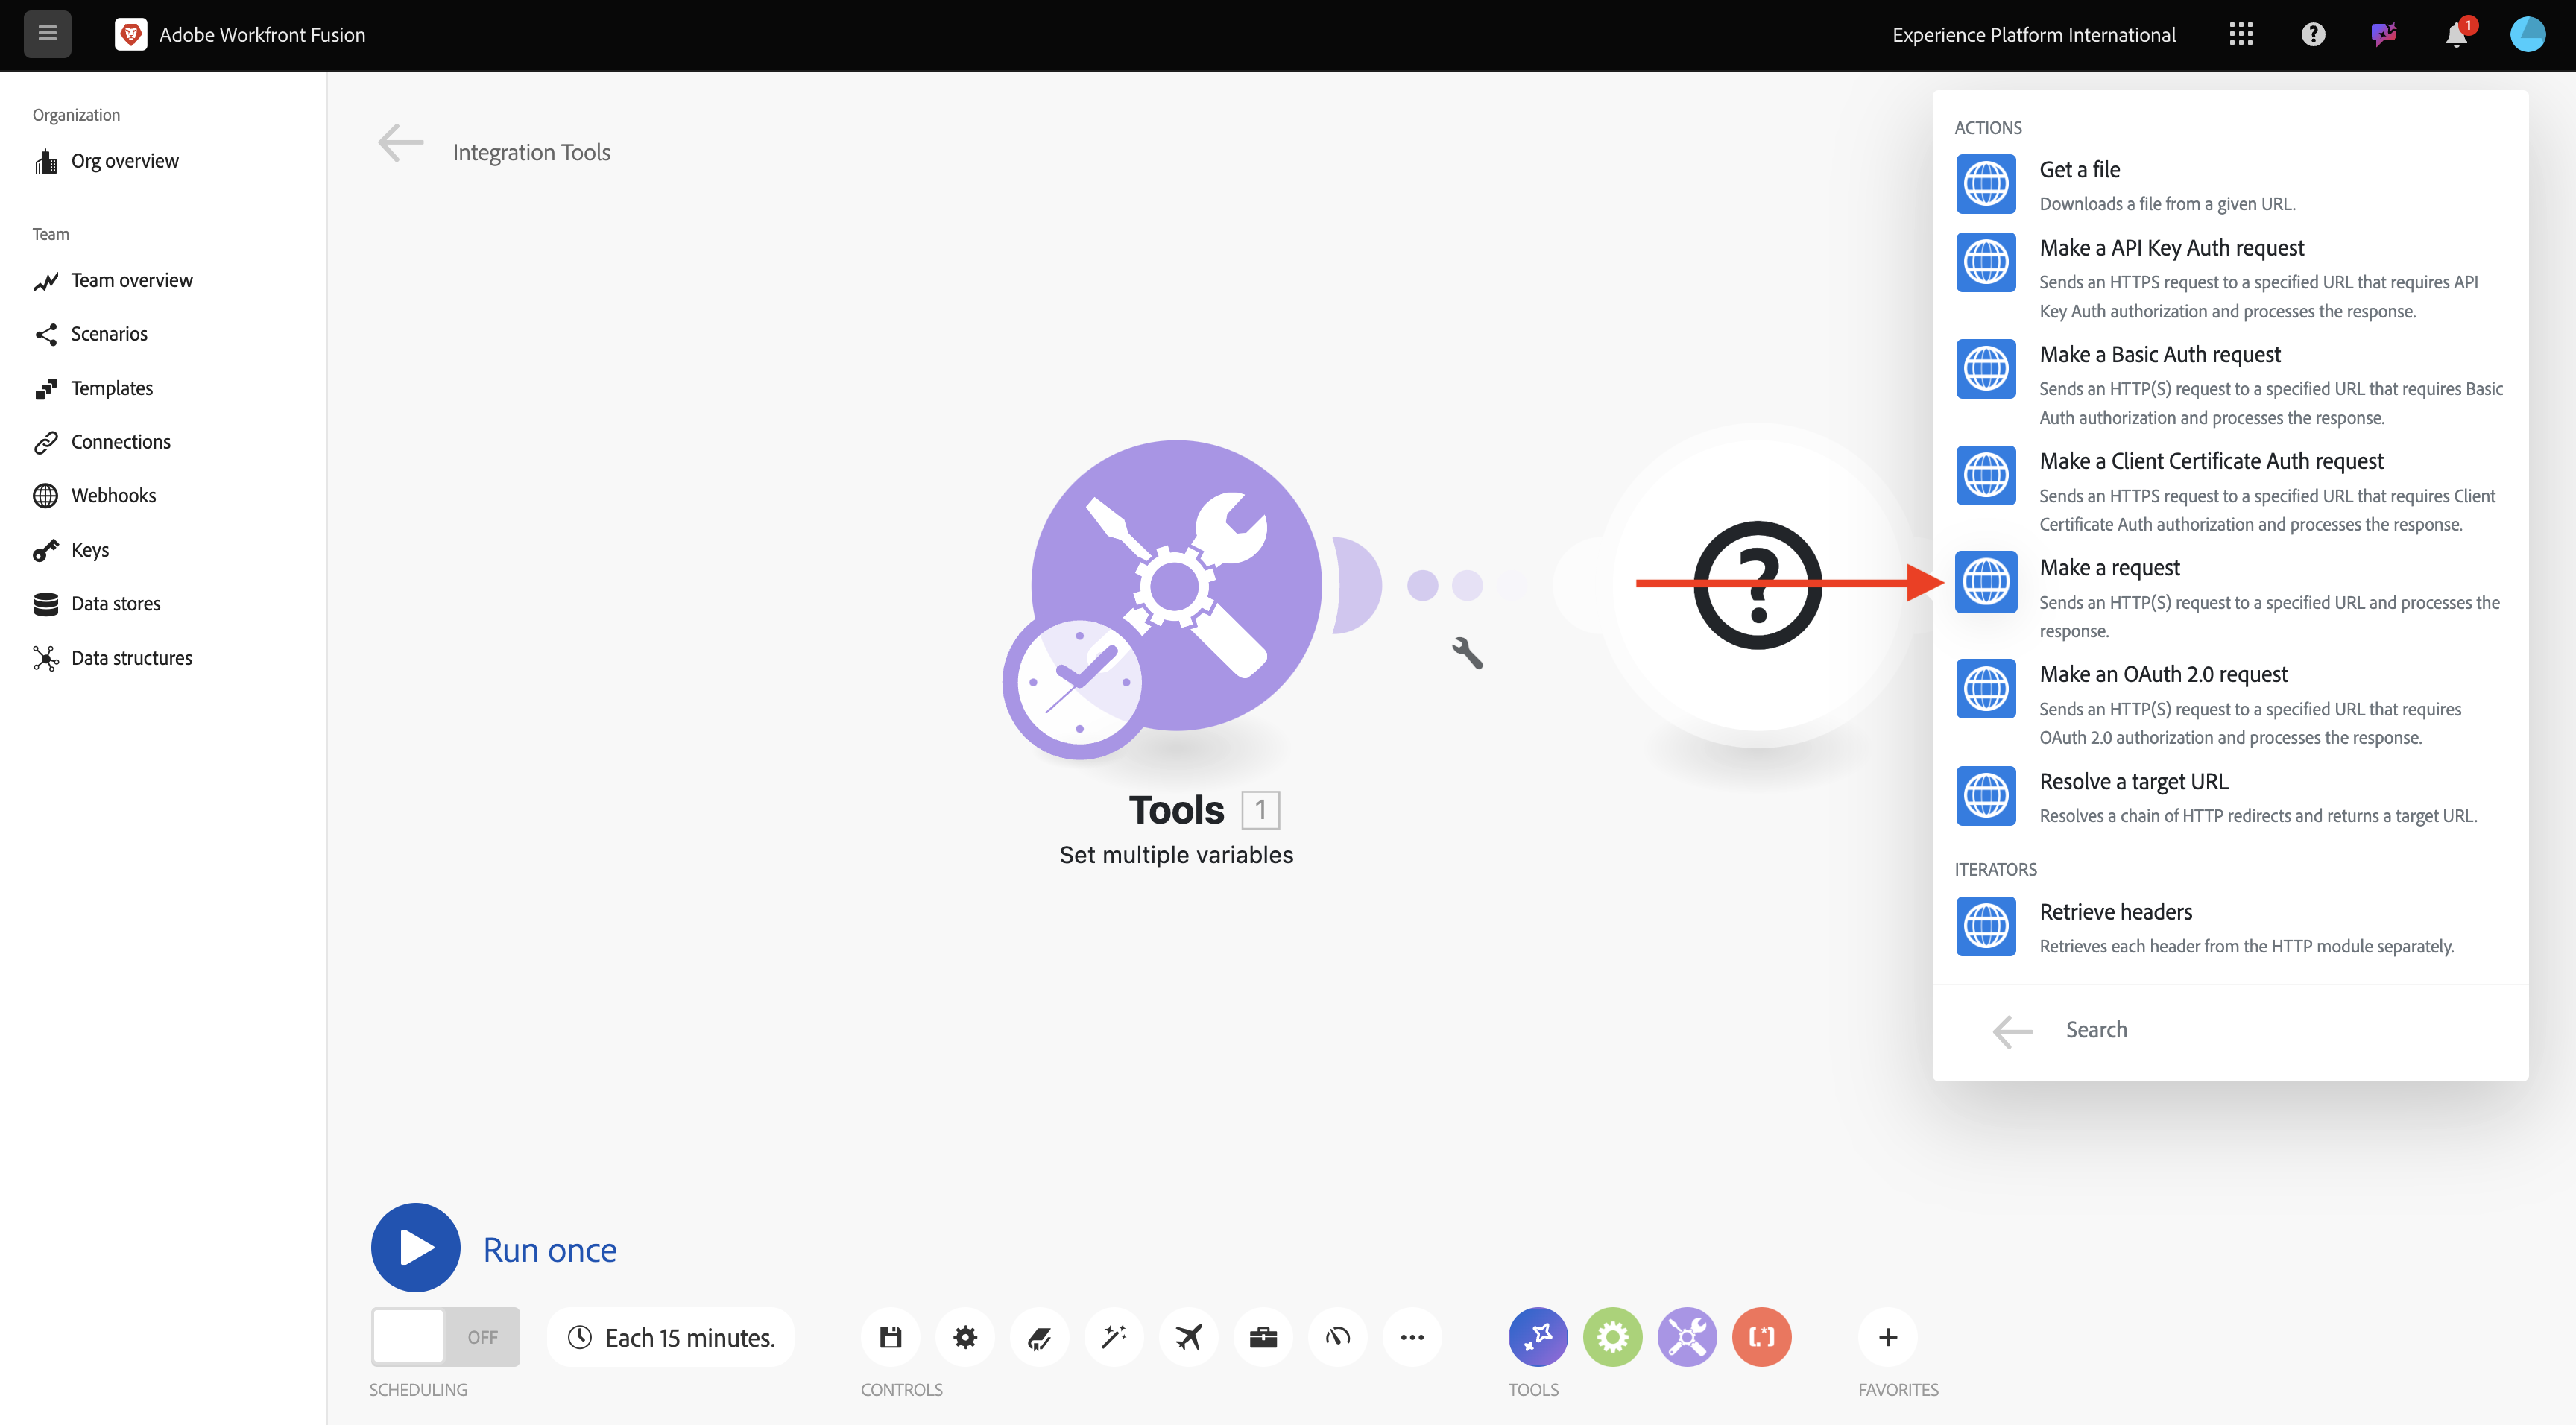 Adobe Workfront Fusion
Experience Platform International
1
Organization
Org overview
Team
Team overview
Scenarios
Templates
Connections
Webhooks
Keys
Data stores
Data structures
Integration Tools
Tools 1
Set multiple variables
?
ACTIONS
Get a file
Downloads a file from a given URL.
Make a API Key Auth request
Sends an HTTPS request to a specified URL that requires API
Key Auth authorization and processes the response.
Make a Basic Auth request
Sends an HTTP(S) request to a specified URL that requires Basic
Auth authorization and processes the response.
Make a Client Certificate Auth request
Sends an HTTPS request to a specified URL that requires Client
Certificate Auth authorization and processes the response.
Make a request
Sends an HTTP(S) request to a specified URL and processes the
response.
Make an OAuth 2.0 request
Sends an HTTP(S) request to a specified URL that requires
OAuth 2.0 authorization and processes the response.
Resolve a target URL
Resolves a chain of HTTP redirects and returns a target URL.
ITERATORS
Retrieve headers
Retrieves each header from the HTTP module separately.
Search
Run once
OFF
Each 15 minutes.
[.*]
SCHEDULING
CONTROLS
TOOLS
FAVORITES